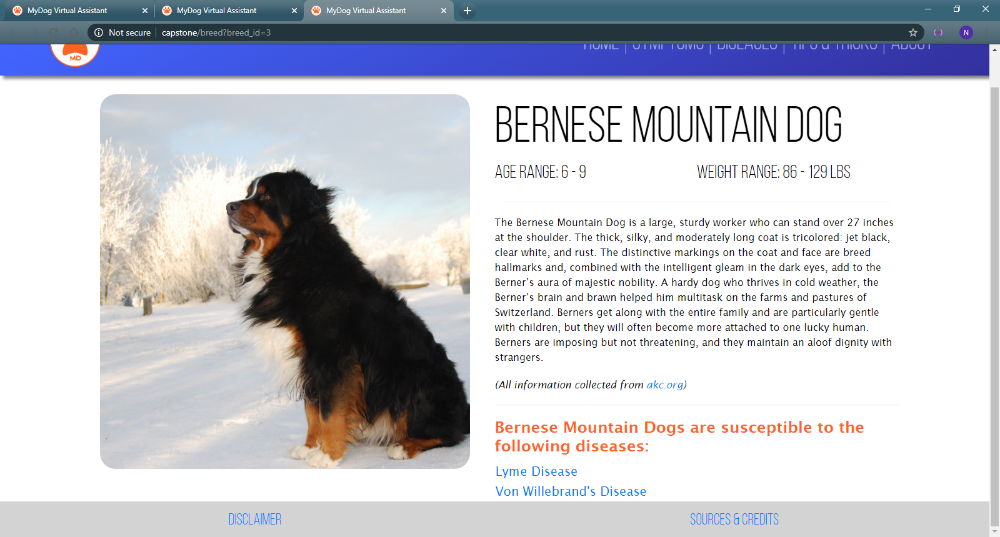 MyDog Virtual Assistant
MyDog Virtual Assistant
MyDog Virtual Assistant
Not secure | capstone/breed?breed_id=3
N
MD
HOME | SYMPTOMS | DISEASES | TIPS & TRICKS | ABOUT
BERNESE MOUNTAIN DOG
AGE RANGE: 6 - 9
WEIGHT RANGE: 86 - 129 LBS
The Bernese Mountain Dog is a large, sturdy worker who can stand over 27 inches
at the shoulder. The thick, silky, and moderately long coat is tricolored: jet black,
clear white, and rust. The distinctive markings on the coat and face are breed
hallmarks and, combined with the intelligent gleam in the dark eyes, add to the
Berner’s aura of majestic nobility. A hardy dog who thrives in cold weather, the
Berner’s brain and brawn helped him multitask on the farms and pastures of
Switzerland. Berners get along with the entire family and are particularly gentle
with children, but they will often become more attached to one lucky human.
Berners are imposing but not threatening, and they maintain an aloof dignity with
strangers.
(All information collected from akc.org)
Bernese Mountain Dogs are susceptible to the
following diseases:
Lyme Disease
Von Willebrand's Disease
DISCLAIMER
SOURCES & CREDITS